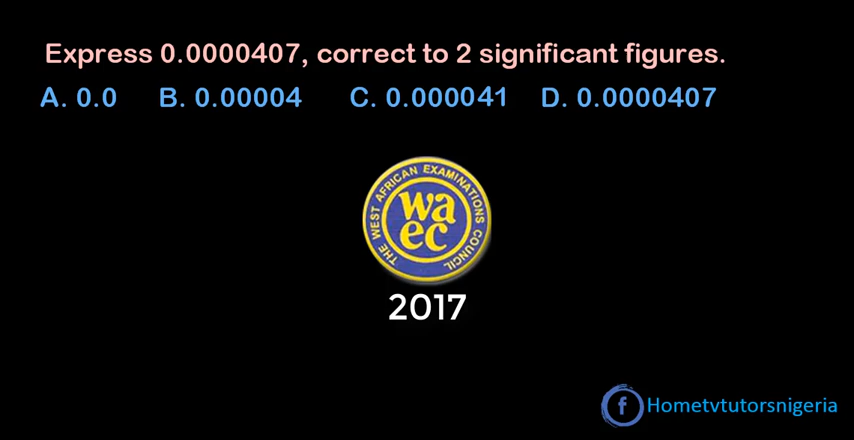 Express 0.0000407, correct to 2 significant figures.
A. 0.0 B. 0.00004 C. 0.000041 D. 0.0000407
THE WEST AFRICAN EXAMINATIONS COUNCIL
wa
ec
2017
f Hometvtutorsnigeria